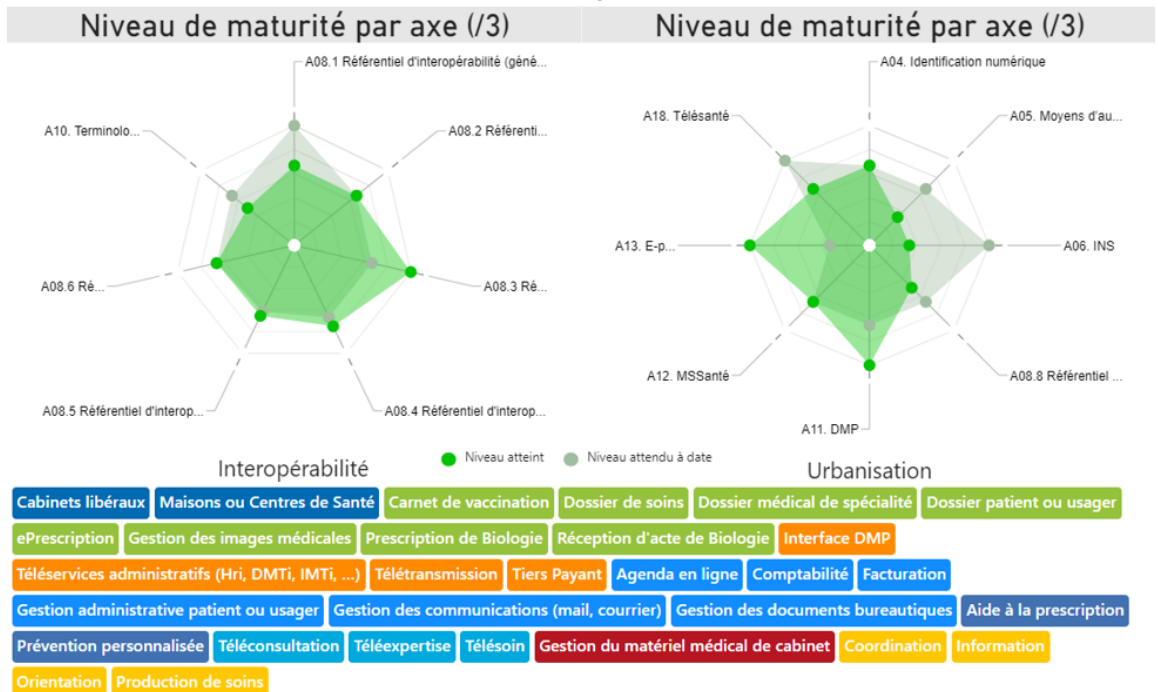 Niveau de maturité par axe (/3)
Niveau de maturité par axe (/3)
A08.1 Référentiel d'interopérabilité (géné...
A10. Terminolo...
A08.2 Référenti...
A08.6 Ré...
A08.3 Ré...
A08.5 Référentiel d'interop...
A08.4 Référentiel d'interop...
A04. Identification numérique
A18. Télésanté
A05. Moyens d'au...
A13. E-p...
A06. INS
A12. MSSanté
A08.8 Référentiel ...
A11. DMP
Interopérabilité
Niveau atteint Niveau attendu à date
Urbanisation
Cabinets libéraux Maisons ou Centres de Santé Carnet de vaccination Dossier de soins Dossier médical de spécialité Dossier patient ou usager
ePrescription Gestion des images médicales Prescription de Biologie Réception d'acte de Biologie Interface DMP
Téléservices administratifs (Hri, DMTi, IMTi, ...) Télétransmission Tiers Payant Agenda en ligne Comptabilité Facturation
Gestion administrative patient ou usager Gestion des communications (mail, courrier) Gestion des documents bureautiques Aide à la prescription
Prévention personnalisée Téléconsultation Téléexpertise Télésoin Gestion du matériel médical de cabinet Coordination Information
Orientation Production de soins